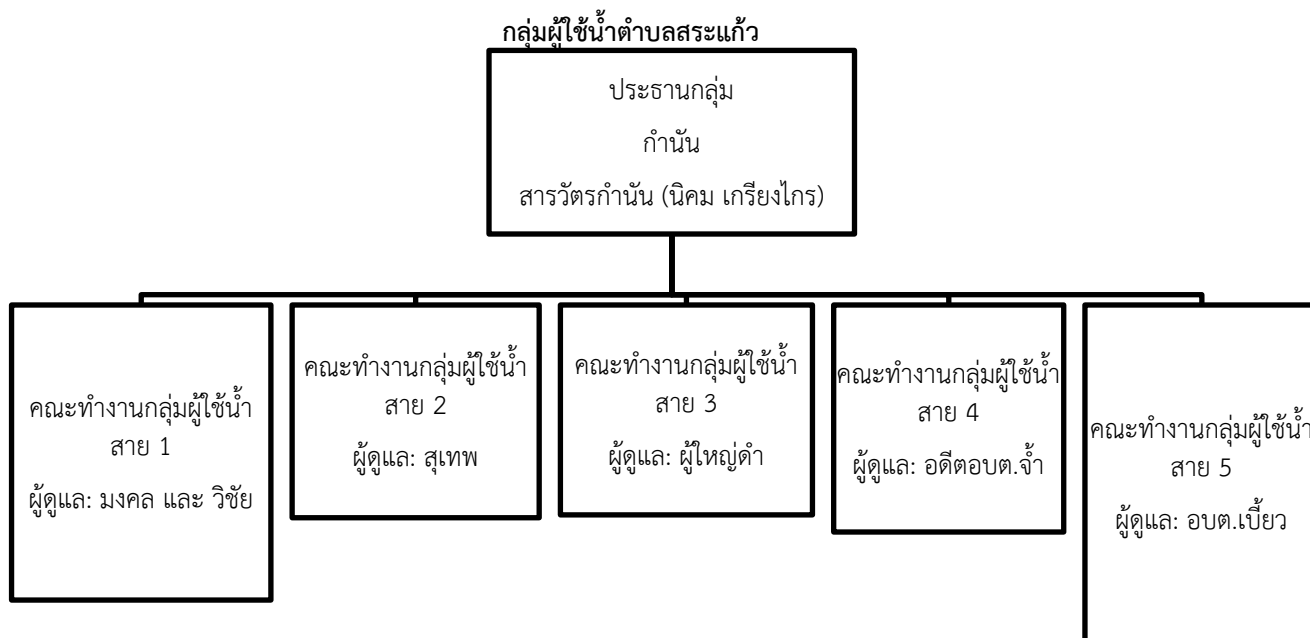 กลุ่มผู้ใช้น้ำตำบลสระแก้ว
ประธานกลุ่ม
กำนัน
สารวัตรกำนัน (นิคม เกรียงไกร)
คณะทำงานกลุ่มผู้ใช้น้ำ
สาย 1
ผู้ดูแล: มงคล และ วิชัย
คณะทำงานกลุ่มผู้ใช้น้ำ
สาย 2
ผู้ดูแล: สุเทพ
คณะทำงานกลุ่มผู้ใช้น้ำ
สาย 3
ผู้ดูแล: ผู้ใหญ่ดำ
คณะทำงานกลุ่มผู้ใช้น้ำ
สาย 4
ผู้ดูแล: อดีตอบต.จ้ำ
คณะทำงานกลุ่มผู้ใช้น้ำ
สาย 5
ผู้ดูแล: อบต.เบี้ยว